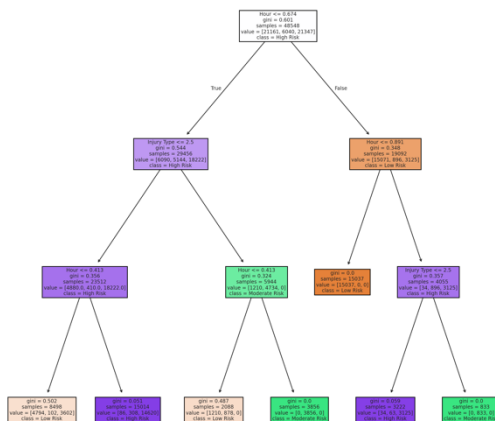 Hour <= 0.674
gini = 0.601
samples = 48548
value = [21161, 6040, 21347]
class = High Risk
True
False
Injury Type <= 2.5
gini = 0.544
samples = 29456
value = [6090, 5144, 18222]
class = High Risk
Hour <= 0.891
gini = 0.348
samples = 19092
value = [15071, 896, 3125]
class = Low Risk
Hour <= 0.413
gini = 0.356
samples = 23512
value = [4880.0, 410.0, 18222.0]
class = High Risk
Hour <= 0.413
gini = 0.324
samples = 5944
value = [1210, 4734, 0]
class = Moderate Risk
gini = 0.0
samples = 15037
value = [15037, 0, 0]
class = Low Risk
Injury Type <= 2.5
gini = 0.357
samples = 4055
value = [34, 896, 3125]
class = High Risk
gini = 0.502
samples = 8498
value = [4794, 102, 3602]
class = Low Risk
samples = 15014
class = High Risk
gini = 0.487
samples = 2088
value = [1210, 878, 0]
class = Low Risk
gini = 0.0
samples = 3856
value = [0, 3856, 0]
class = Moderate Risk
gini = 0.059
samples = 3222
value = [34, 63, 3125]
class = High Risk
gini = 0.0
samples = 833
value = [0, 833, 0]
class = Moderate Risk